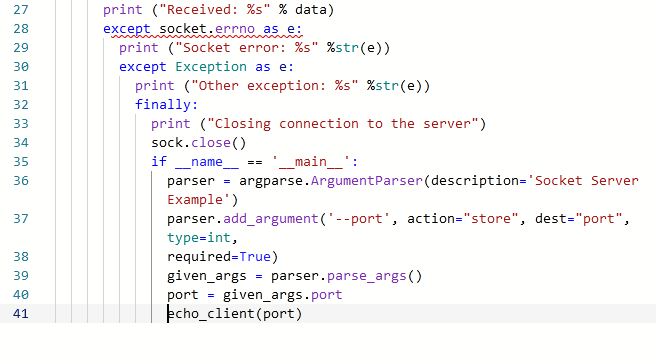 27 print ("Received: %s" % data)
28 except socket.errno as e:
29 print ("Socket error: %s" %str(e))
30 except Exception as e:
31 print ("Other exception: %s" %str(e))
32 finally:
33 print ("Closing connection to the server")
34 sock.close()
35 if __name__ == '__main__':
36 parser = argparse.ArgumentParser(description='Socket Server
Example')
37 parser.add_argument('--port', action="store", dest="port",
type=int,
38 required=True)
39 given_args = parser.parse_args()
40 port = given_args.port
41 echo_client(port)